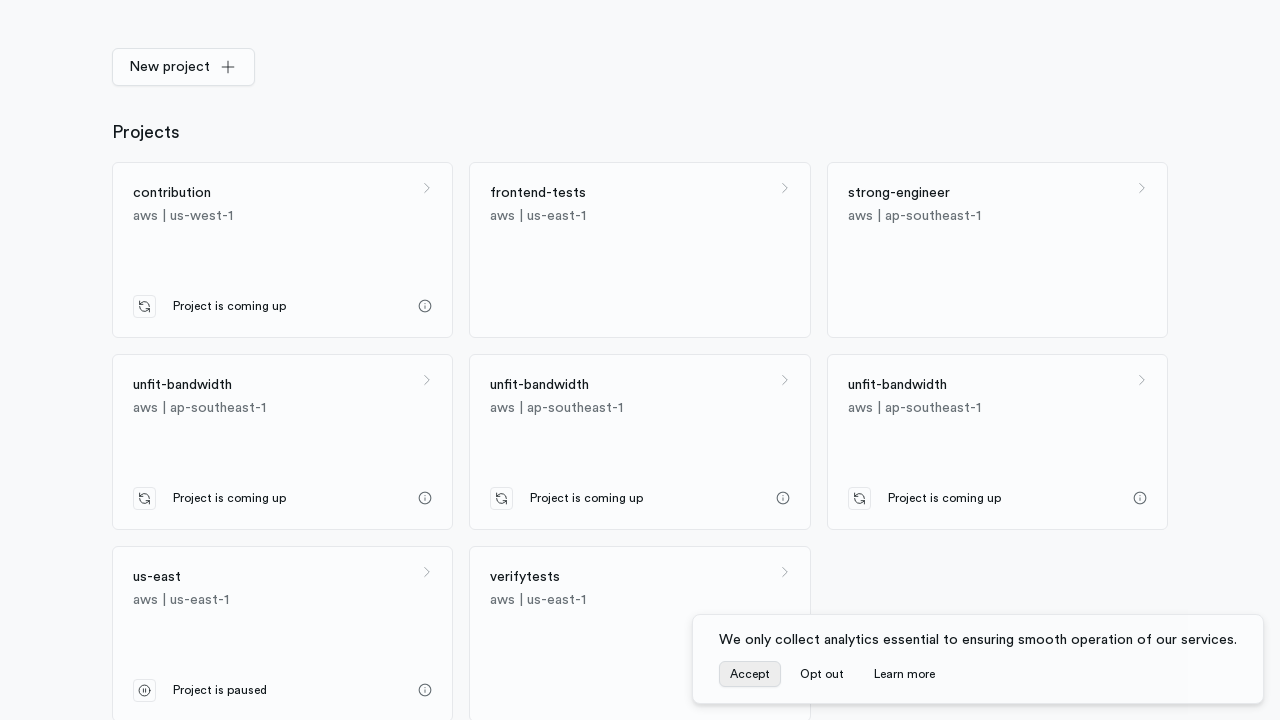 New project
Projects
contribution
aws | us-west-1
Project is coming up
frontend-tests
aws | us-east-1
strong-engineer
aws | ap-southeast-1
unfit-bandwidth
aws | ap-southeast-1
Project is coming up
unfit-bandwidth
aws | ap-southeast-1
Project is coming up
unfit-bandwidth
aws | ap-southeast-1
Project is coming up
us-east
aws | us-east-1
Project is paused
verifytests
aws | us-east-1
We only collect analytics essential to ensuring smooth operation of our services.
Accept
Opt out
Learn more